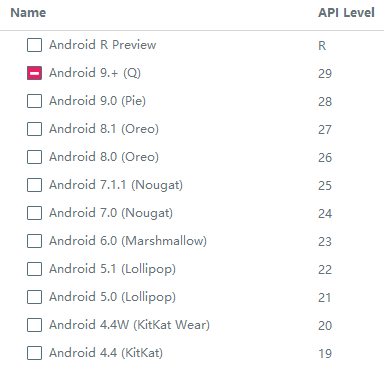 Name API Level
Android R Preview R
Android 9.+ (Q) 29
Android 9.0 (Pie) 28
Android 8.1 (Oreo) 27
Android 8.0 (Oreo) 26
Android 7.1.1 (Nougat) 25
Android 7.0 (Nougat) 24
Android 6.0 (Marshmallow) 23
Android 5.1 (Lollipop) 22
Android 5.0 (Lollipop) 21
Android 4.4W (KitKat Wear) 20
Android 4.4 (KitKat) 19